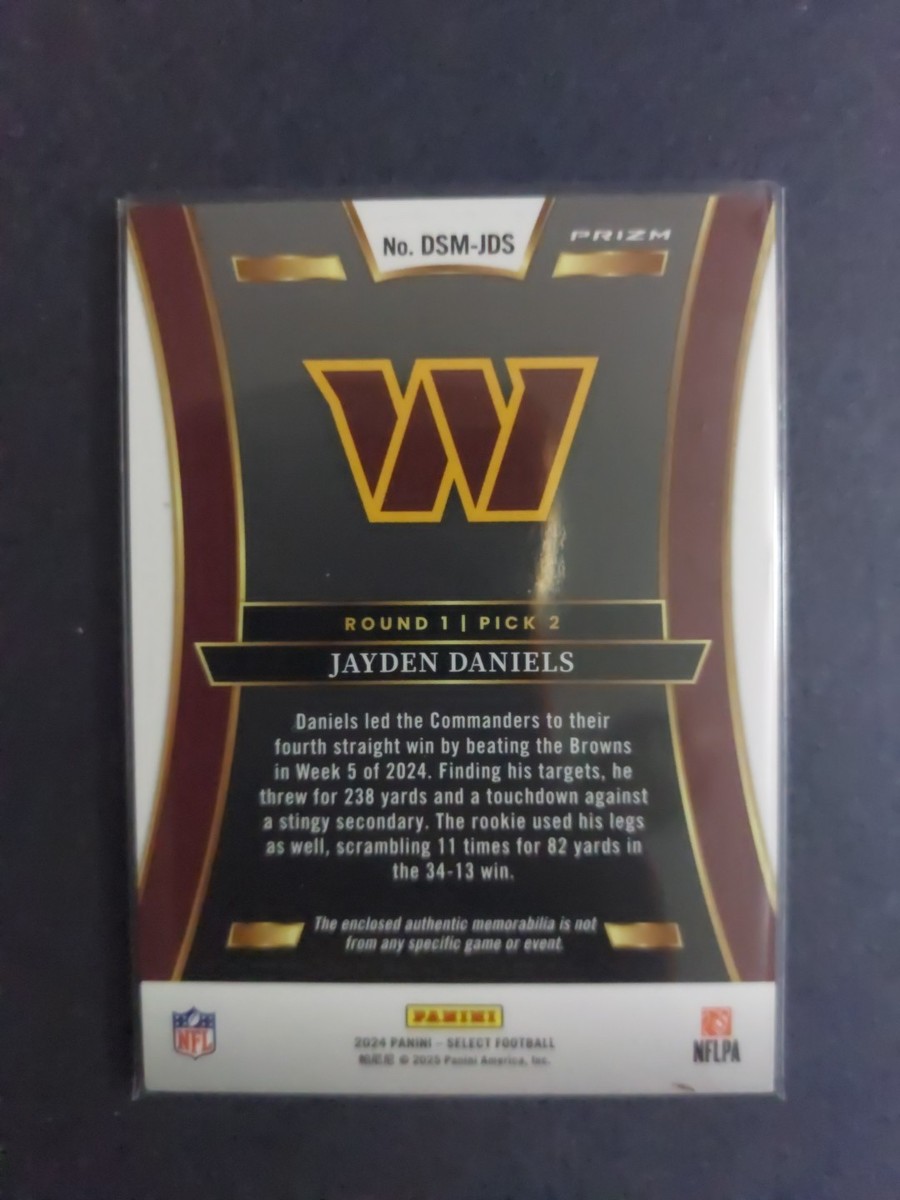 No. DSM-JDS
PRIZM
W
ROUND 1 | PICK 2
JAYDEN DANIELS
Daniels led the Commanders to their
fourth straight win by beating the Browns
in Week 5 of 2024. Finding his targets, he
threw for 238 yards and a touchdown against
a stingy secondary. The rookie used his legs
as well, scrambling 11 times for 82 yards in
the 34-13 win.
The enclosed authentic memorabilia is not
from any specific game or event.
NFL
PANINI
2024 PANINI - SELECT FOOTBALL
帕尼尼 © 2025 Panini America, Inc.
NFLPA